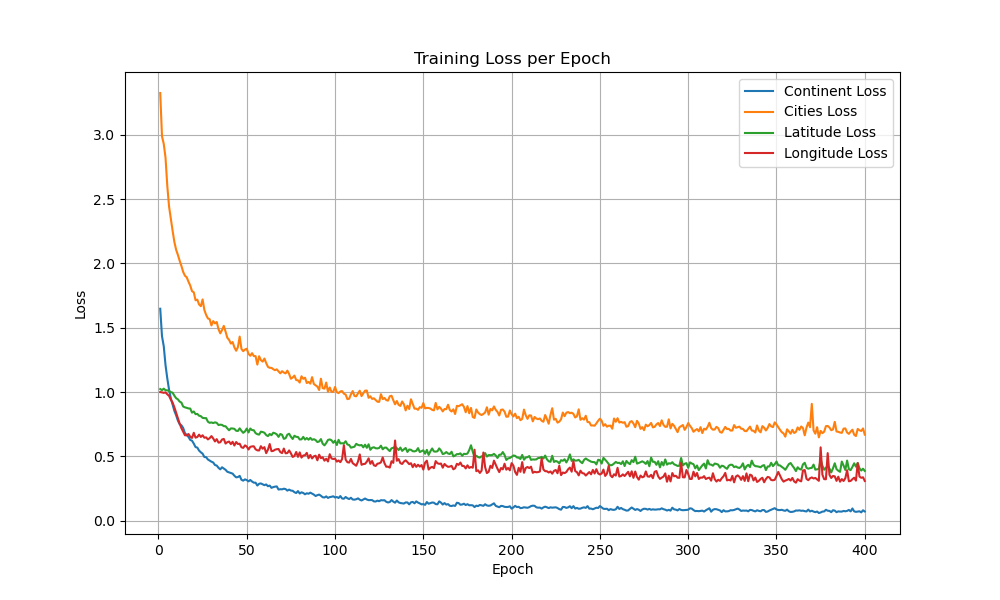 Training Loss per Epoch
Continent Loss
Cities Loss
Latitude Loss
Longitude Loss
Loss
3.0
2.5
2.0
1.5
1.0
0.5
0.0
0 50 100 150 200 250 300 350 400
Epoch